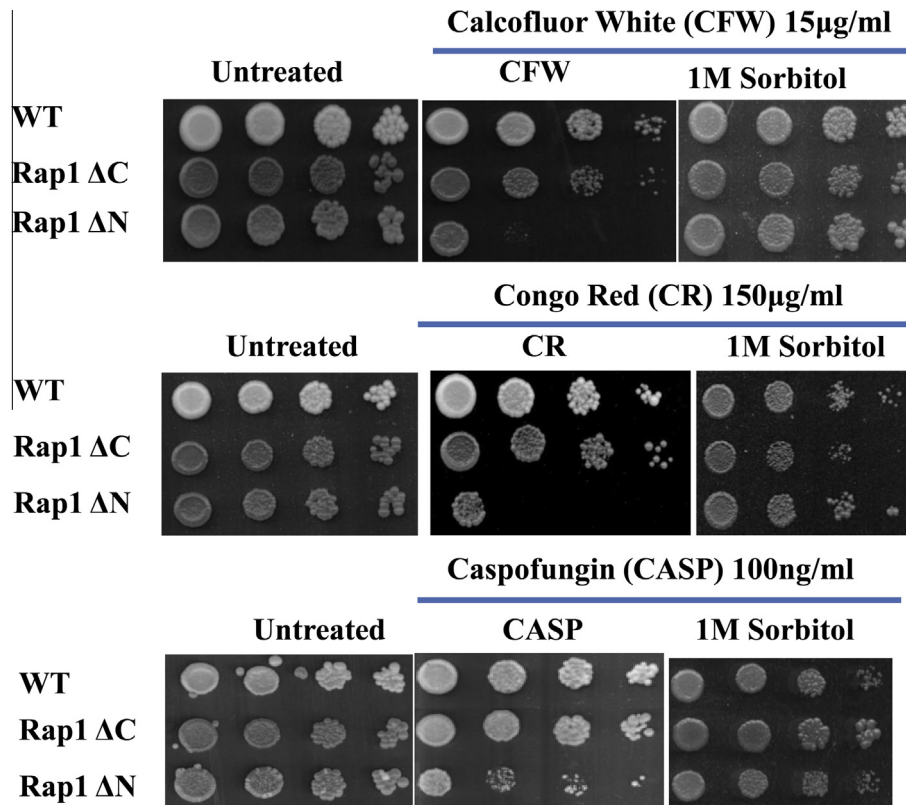 Calcofluor White (CFW) 15µg/ml
Untreated CFW 1M Sorbitol
WT
Rap1 ΔC
Rap1 ΔN
Congo Red (CR) 150µg/ml
Untreated CR 1M Sorbitol
WT
Rap1 ΔC
Rap1 ΔN
Caspofungin (CASP) 100ng/ml
Untreated CASP 1M Sorbitol
WT
Rap1 ΔC
Rap1 ΔN